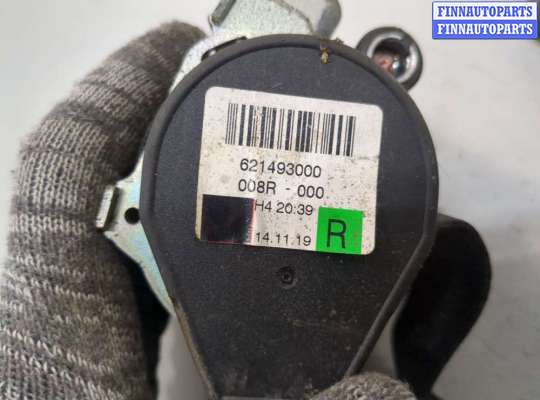 FINNAUTOPARTS
FINNAUTOPARTS
621493000
008R - 000
H4 20:39
14.11.19
R